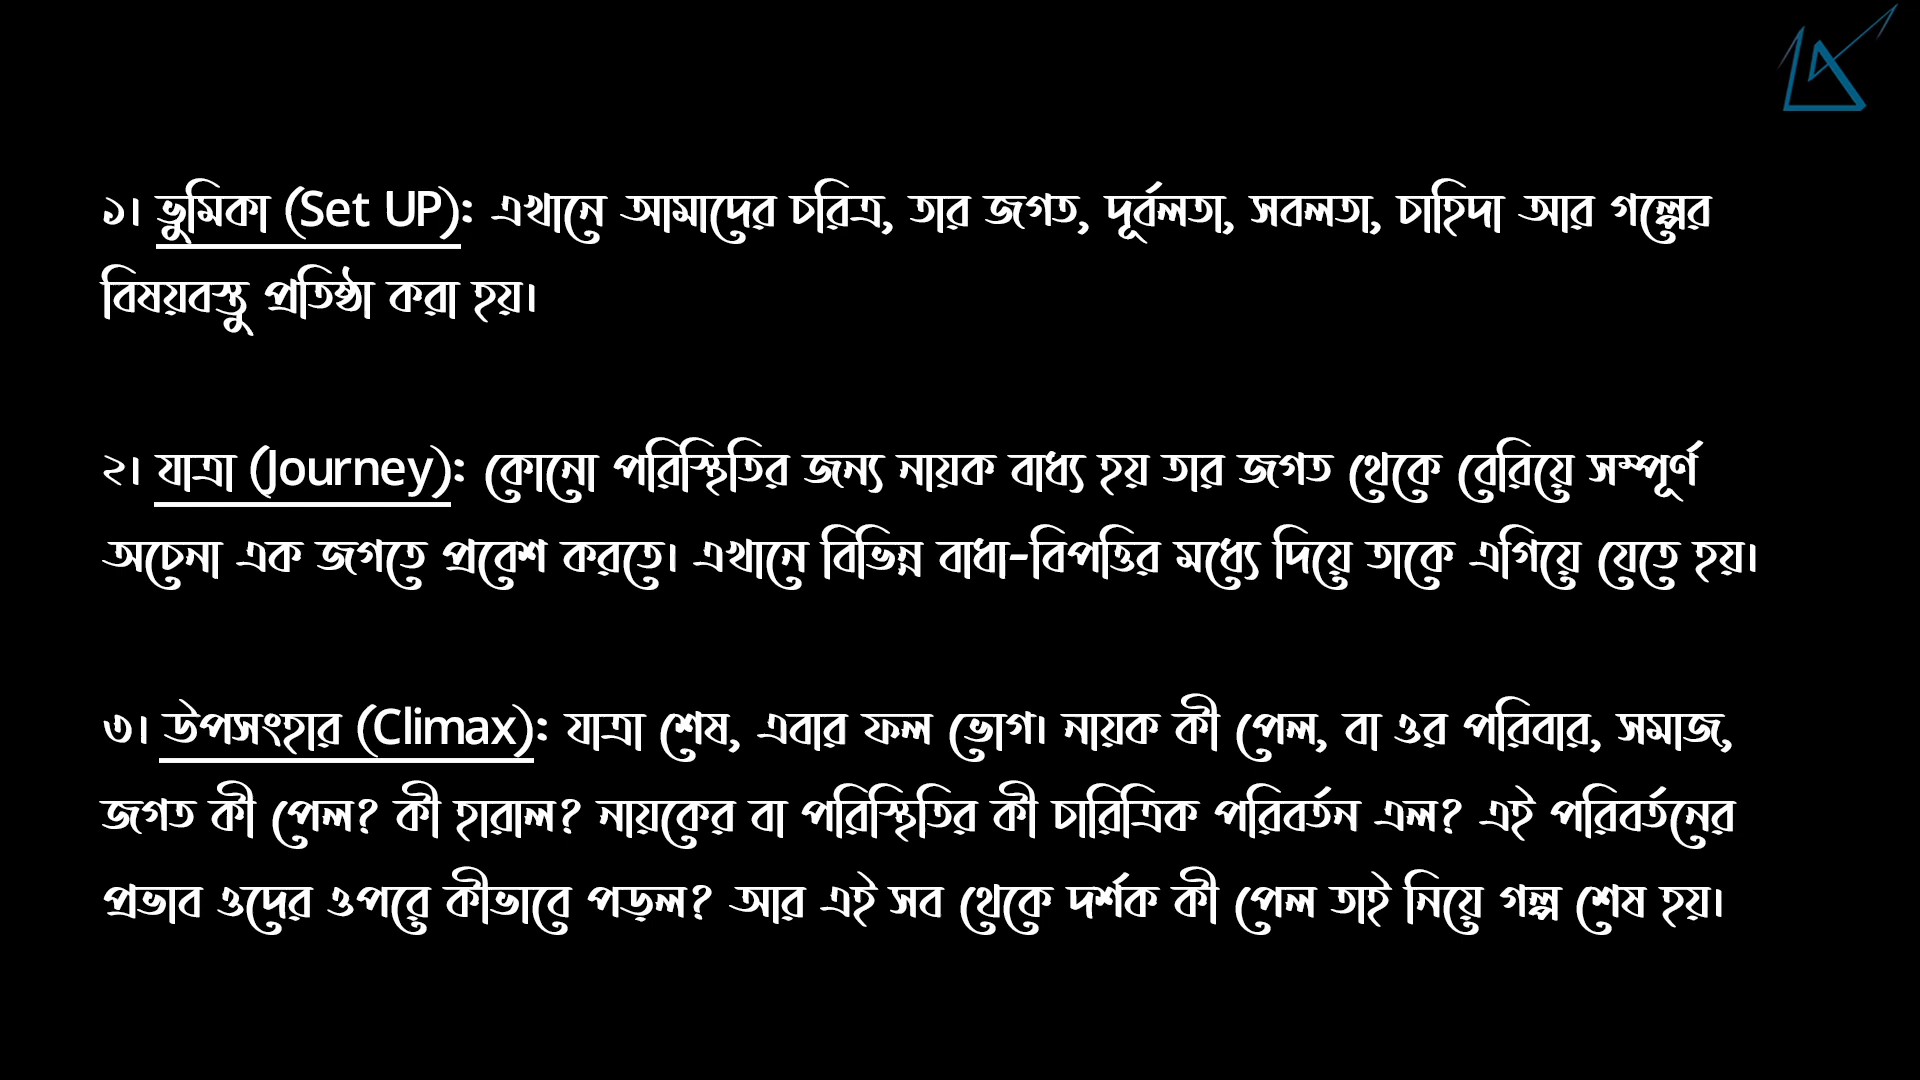 ১। ভুমিকা (Set UP): এখানে আমাদের চরিত্র, তার জগত, দূর্বলতা, সবলতা, চাহিদা আর গল্পের
বিষয়বস্তু প্রতিষ্ঠা করা হয়।
২। যাত্রা (Journey): কোনো পরিস্থিতির জন্য নায়ক বাধ্য হয় তার জগত থেকে বেরিয়ে সম্পূর্ণ
অচেনা এক জগতে প্রবেশ করতে। এখানে বিভিন্ন বাধা-বিপত্তির মধ্যে দিয়ে তাকে এগিয়ে যেতে হয়।
৩। উপসংহার (Climax): যাত্রা শেষ, এবার ফল ভোগ। নায়ক কী পেল, বা ওর পরিবার, সমাজ,
জগত কী পেল? কী হারাল? নায়কের বা পরিস্থিতির কী চারিত্রিক পরিবর্তন এল? এই পরিবর্তনের
প্রভাব ওদের ওপরে কীভাবে পড়ল? আর এই সব থেকে দর্শক কী পেল তাই নিয়ে গল্প শেষ হয়।